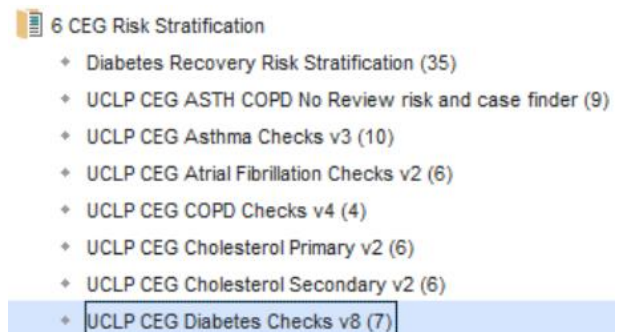 6 CEG Risk Stratification
Diabetes Recovery Risk Stratification (35)
UCLP CEG ASTH COPD No Review risk and case finder (9)
UCLP CEG Asthma Checks v3 (10)
UCLP CEG Atrial Fibrillation Checks v2 (6)
UCLP CEG COPD Checks v4 (4)
UCLP CEG Cholesterol Primary v2 (6)
UCLP CEG Cholesterol Secondary v2 (6)
UCLP CEG Diabetes Checks v8 (7)